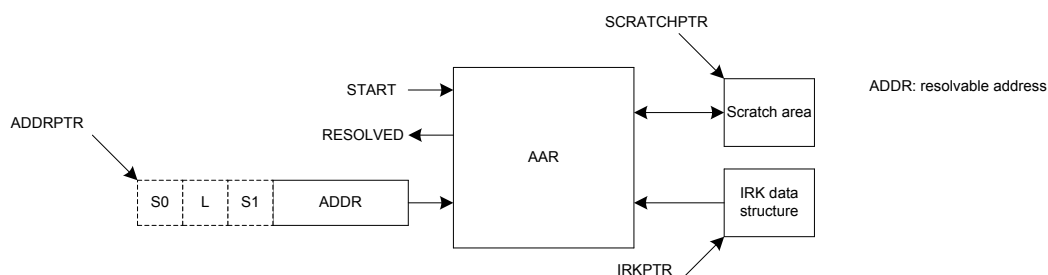 SCRATCHPTR
START
ADDR: resolvable address
Scratch area
ADDRPTR
RESOLVED
AAR
S0 L S1 ADDR
IRK data
structure
IRKPTR